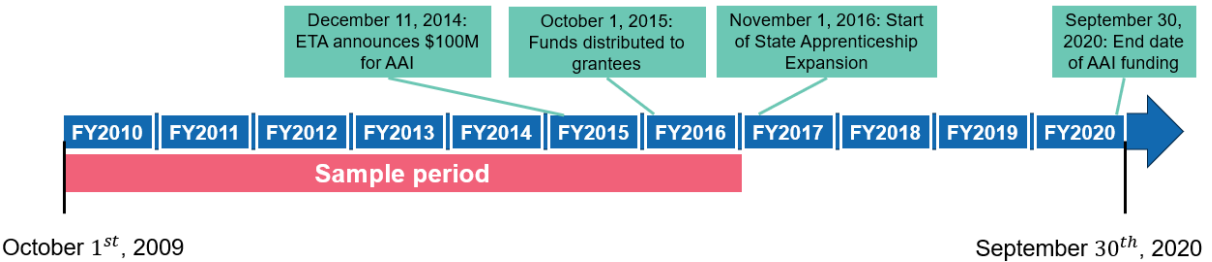 December 11, 2014:
ETA announces $100M
for AAI
October 1, 2015:
Funds distributed to
grantees
November 1, 2016: Start
of State Apprenticeship
Expansion
September 30,
2020: End date
of AAI funding
FY2010 FY2011 FY2012 FY2013 FY2014 FY2015 FY2016 FY2017 FY2018 FY2019 FY2020
Sample period
October 1st, 2009
September 30th, 2020